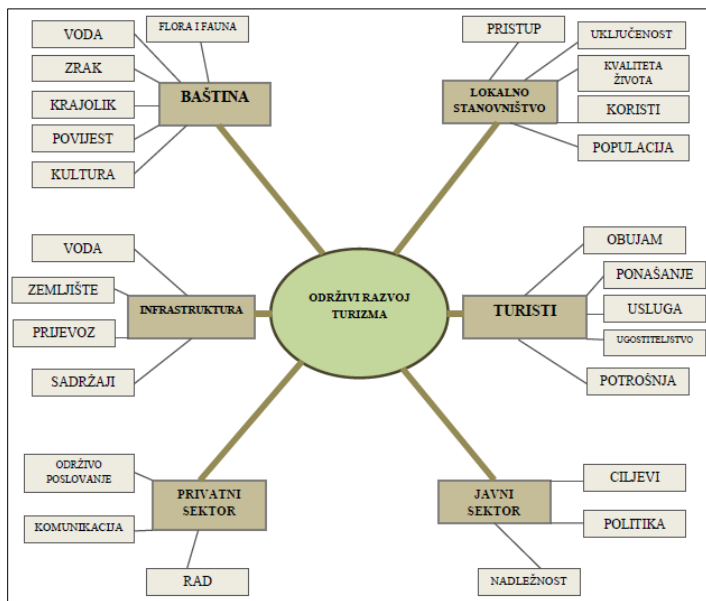 FLORA I FAUNA
VODA
ZRAK
KRAJOLIK
POVIJEST
KULTURA
BAŠTINA
PRISTUP
UKLJUČENOST
KVALITETA
ŽIVOTA
KORISTI
POPULACIJA
LOKALNO
STANOVNIŠTVO
VODA
ZEMLJIŠTE
PRIJEVOZ
SADRŽAJI
INFRASTRUKTURA
ODRŽIVI RAZVOJ
TURIZMA
TURISTI
OBUJAM
PONAŠANJE
USLUGA
UGOSTITELJSTVO
POTROŠNJA
ODRŽIVO
POSLOVANJE
KOMUNIKACIJA
RAD
PRIVATNI
SEKTOR
JAVNI
SEKTOR
CILJEVI
POLITIKA
NADLEŽNOST